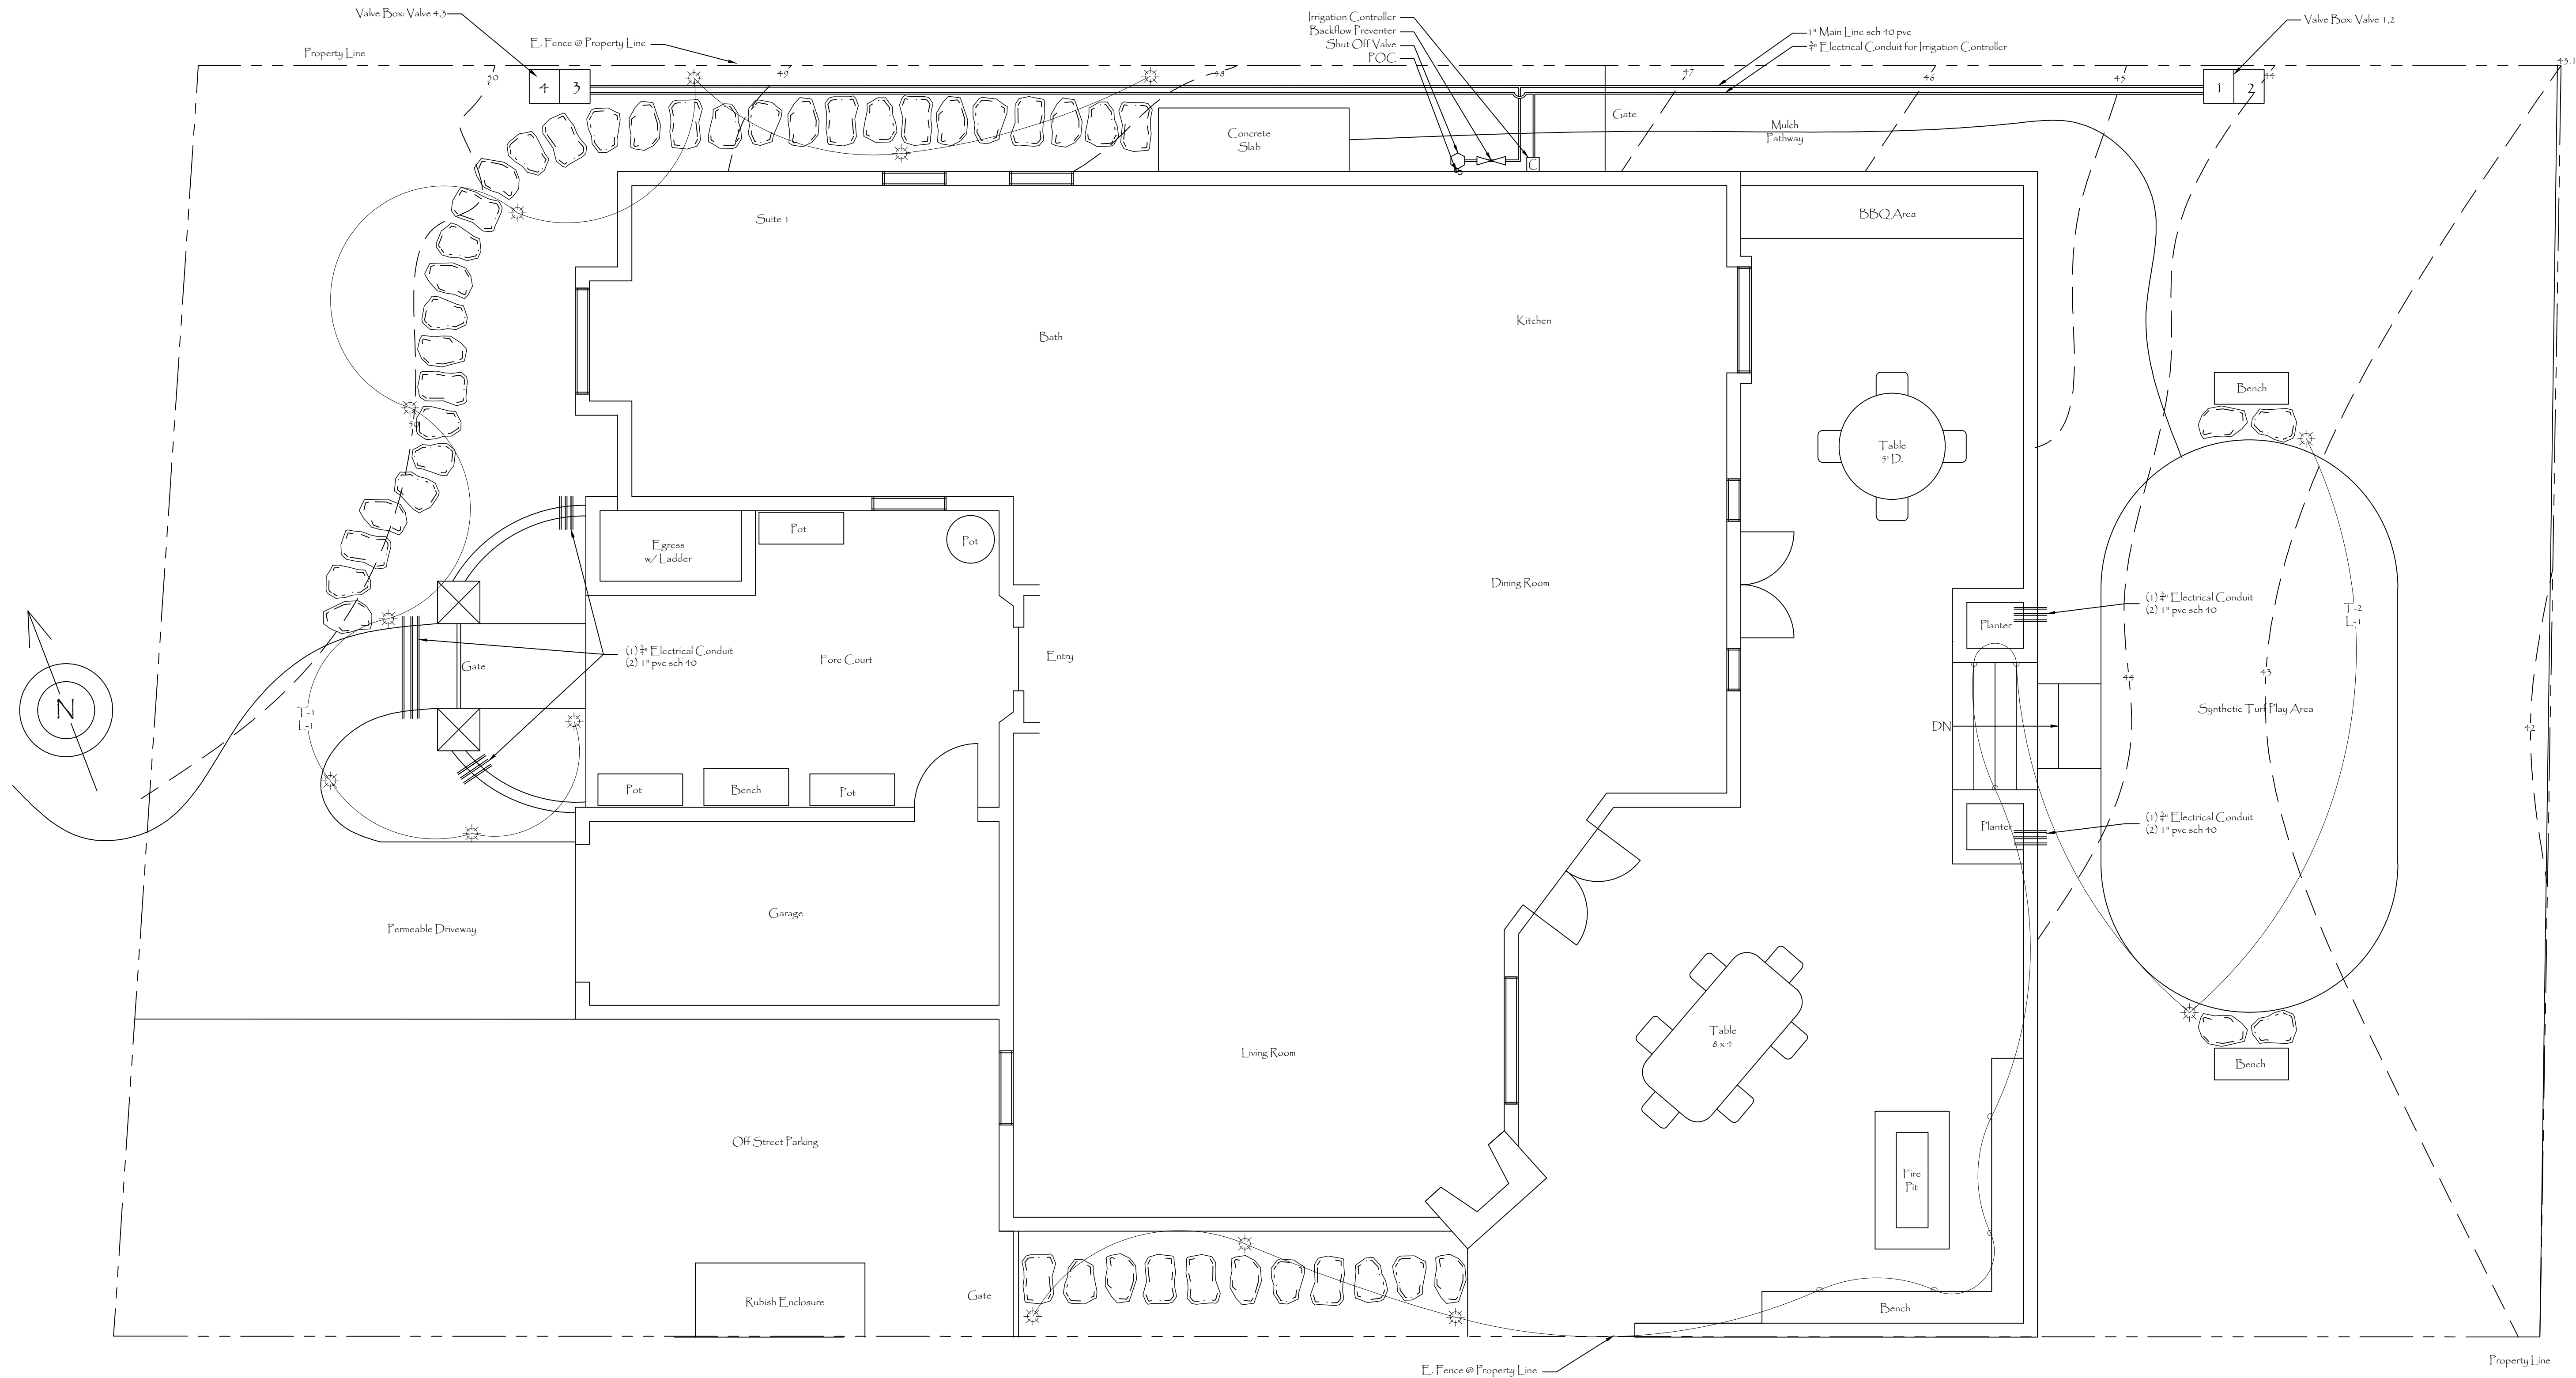 Valve Box: Valve 4,3
Property Line
E. Fence @ Property Line
Irrigation Controller
Backflow Preventer
Shut Off Valve
POC
1" Main Line sch 40 pvc
¾" Electrical Conduit for Irrigation Controller
Valve Box: Valve 1,2
43.1
50
49
48
47
46
45
44
4
3
1
2
Gate
Mulch
Pathway
Concrete
Slab
C
Suite 1
BBQ Area
Bath
Kitchen
Bench
50
Table
5' D.
Egress
w/ Ladder
Pot
Pot
Dining Room
(1) ¾" Electrical Conduit
(2) 1" pvc sch 40
Planter
T-2
L-1
Gate
(1) ¾" Electrical Conduit
(2) 1" pvc sch 40
Fore Court
Entry
44
43
N
T-1
L-1
Synthetic Turf Play Area
DN
42
Pot
Bench
Pot
Planter
(1) ¾" Electrical Conduit
(2) 1" pvc sch 40
Garage
Permeable Driveway
Table
8 x 4
Living Room
Bench
Off Street Parking
Fire
Pit
Rubish Enclosure
Gate
Bench
E. Fence @ Property Line
Property Line